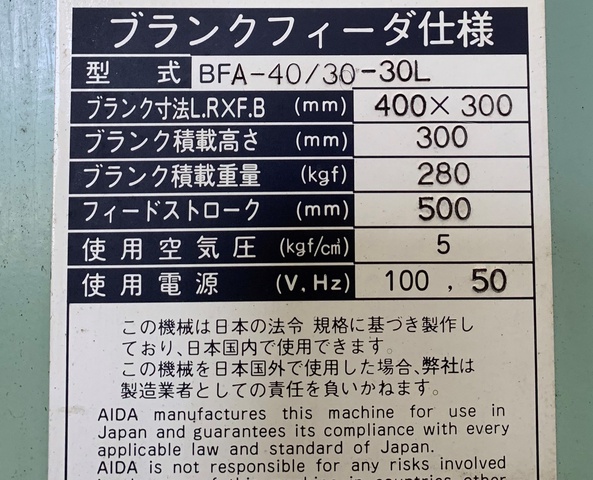 ブランクフィーダ仕様
型 式 BFA-40/30-30L
ブランク寸法L.R×F.B (mm) 400×300
ブランク積載高さ (mm) 300
ブランク積載重量 (kgf) 280
フィードストローク (mm) 500
使用空気圧 (kgf/cm²) 5
使用電源 (V, Hz) 100 , 50
この機械は日本の法令 規格に基づき製作し
ており、日本国内で使用できます。
この機械を日本国外で使用した場合、弊社は
製造業者としての責任を負いかねます。
AIDA manufactures this machine for use in
Japan and guarantees its compliance with every
applicable law and standard of Japan.
AIDA is not responsible for any risks involved